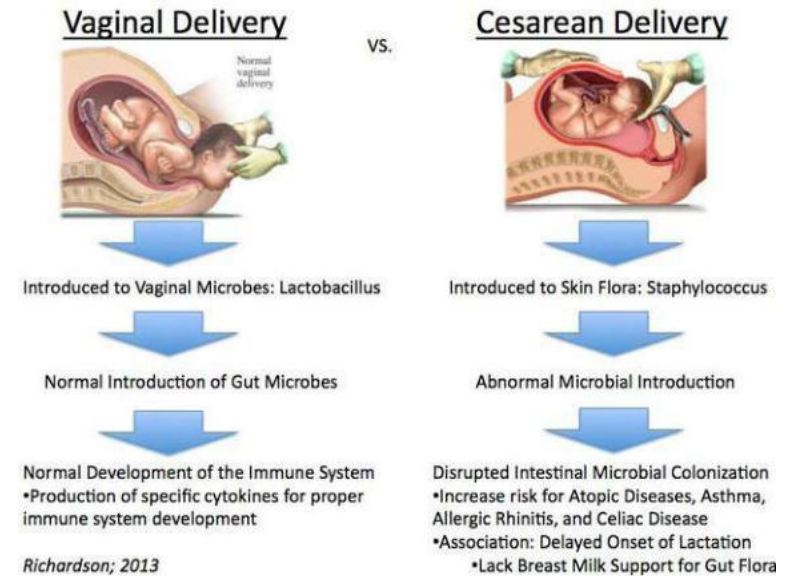 Vaginal Delivery
vs.
Cesarean Delivery
Normal
vaginal
delivery
Introduced to Vaginal Microbes: Lactobacillus
Introduced to Skin Flora: Staphylococcus
Normal Introduction of Gut Microbes
Abnormal Microbial Introduction
Normal Development of the Immune System
•Production of specific cytokines for proper
immune system development
Disrupted Intestinal Microbial Colonization
•Increase risk for Atopic Diseases, Asthma,
Allergic Rhinitis, and Celiac Disease
•Association: Delayed Onset of Lactation
•Lack Breast Milk Support for Gut Flora
Richardson; 2013